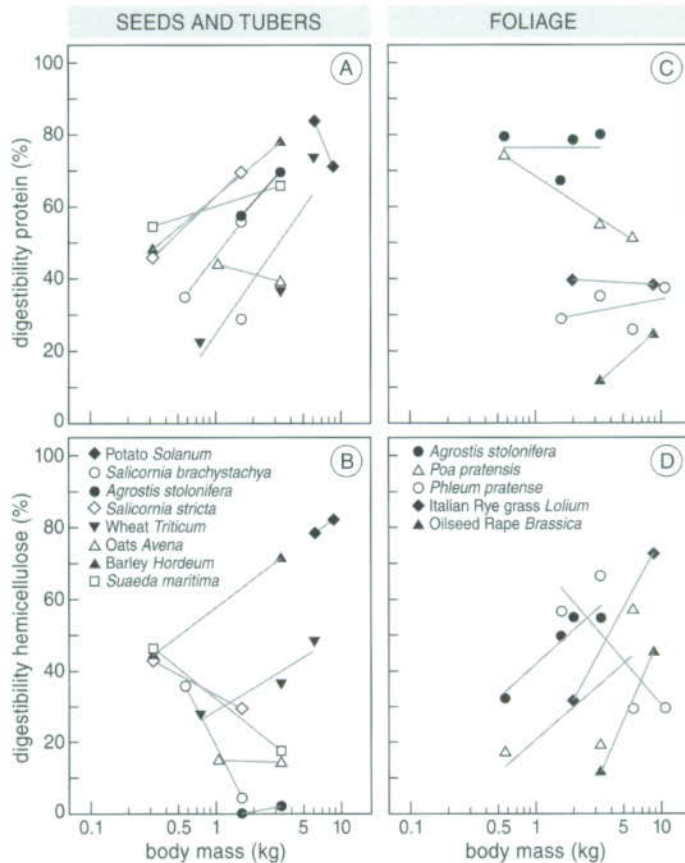 SEEDS AND TUBERS
FOLIAGE
digestibility protein (%)
100
80
60
40
20
0
A
C
digestibility hemicellulose (%)
100
80
60
40
20
0
B
Potato Solanum
Salicornia brachystachya
Agrostis stolonifera
Salicornia stricta
Wheat Triticum
Oats Avena
Barley Hordeum
Suaeda maritima
D
Agrostis stolonifera
Poa pratensis
Phleum pratense
Italian Rye grass Lolium
Oilseed Rape Brassica
0.1 0.5 1 5 10
0.1 0.5 1 5 10
body mass (kg)
body mass (kg)